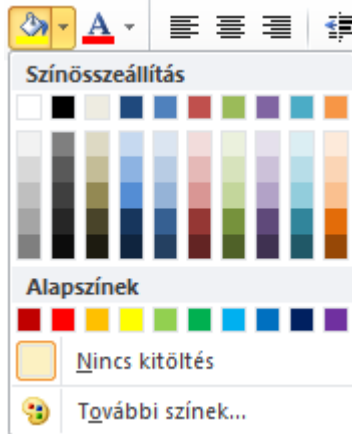 A
Színösszeállítás
Alapszínek
Nincs kitöltés
További színek...